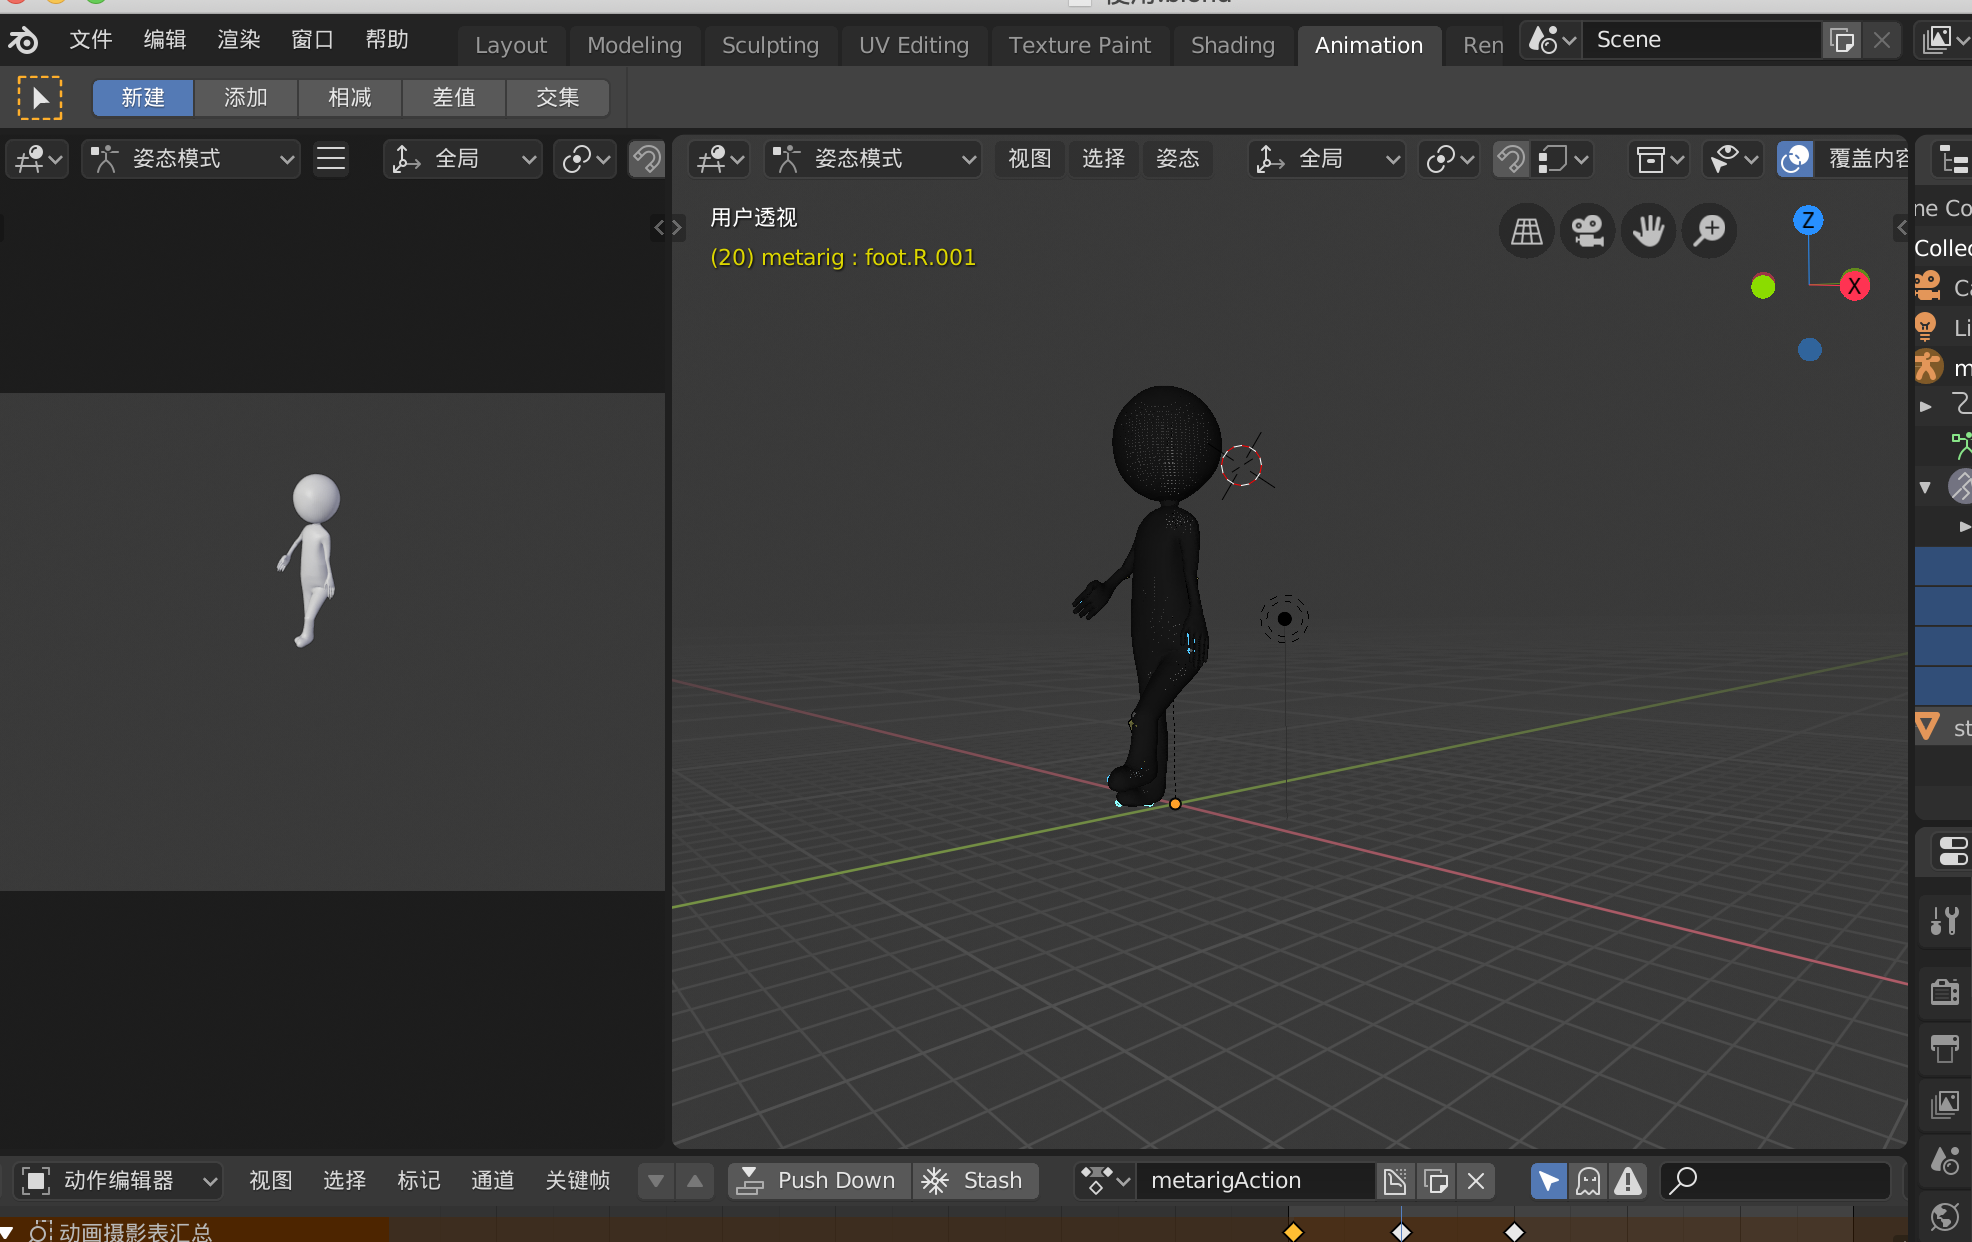 使用.blend
文件 编辑 渲染 窗口 帮助 Layout Modeling Sculpting UV Editing Texture Paint Shading Animation Ren Scene
新建 添加 相减 差值 交集
姿态模式 全局 姿态模式 视图 选择 姿态 全局 覆盖内容
用户透视
(20) metarig : foot.R.001
Z
X
ne Co
Collec
Ca
Li
m
st
动作编辑器 视图 选择 标记 通道 关键帧 Push Down Stash metarigAction
动画摄影表汇总